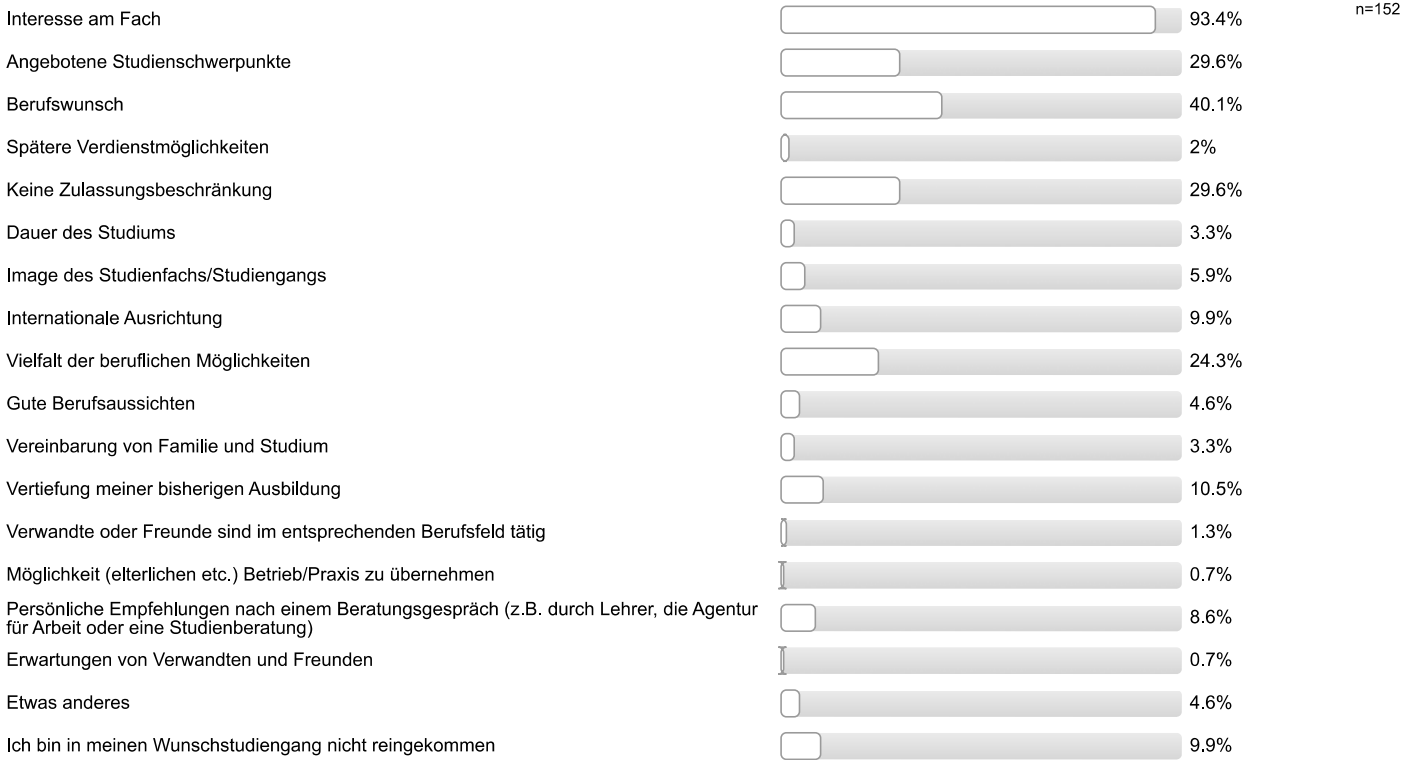 Interesse am Fach 93.4% n=152
Angebotene Studienschwerpunkte 29.6%
Berufswunsch 40.1%
Spätere Verdienstmöglichkeiten 2%
Keine Zulassungsbeschränkung 29.6%
Dauer des Studiums 3.3%
Image des Studienfachs/Studiengangs 5.9%
Internationale Ausrichtung 9.9%
Vielfalt der beruflichen Möglichkeiten 24.3%
Gute Berufsaussichten 4.6%
Vereinbarung von Familie und Studium 3.3%
Vertiefung meiner bisherigen Ausbildung 10.5%
Verwandte oder Freunde sind im entsprechenden Berufsfeld tätig 1.3%
Möglichkeit (elterlichen etc.) Betrieb/Praxis zu übernehmen 0.7%
Persönliche Empfehlungen nach einem Beratungsgespräch (z.B. durch Lehrer, die Agentur
für Arbeit oder eine Studienberatung) 8.6%
Erwartungen von Verwandten und Freunden 0.7%
Etwas anderes 4.6%
Ich bin in meinen Wunschstudiengang nicht reingekommen 9.9%